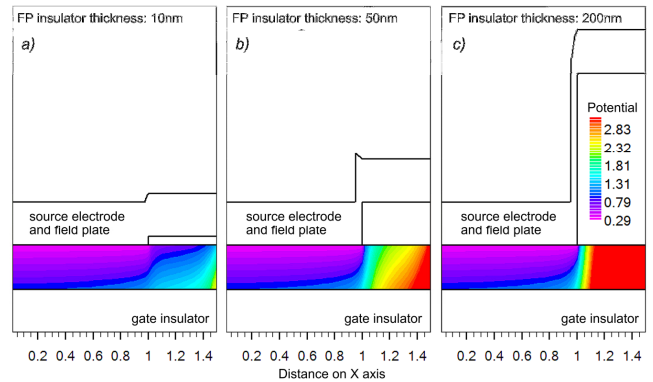 FP insulator thickness: 10nm
a)
source electrode
and field plate
gate insulator
0.2 0.4 0.6 0.8 1 1.2 1.4
FP insulator thickness: 50nm
b)
source electrode
and field plate
gate insulator
0.2 0.4 0.6 0.8 1 1.2 1.4
FP insulator thickness: 200nm
c)
Potential
2.83
2.32
1.81
1.31
0.79
0.29
source electrode
and field plate
gate insulator
0.2 0.4 0.6 0.8 1 1.2 1.4
Distance on X axis